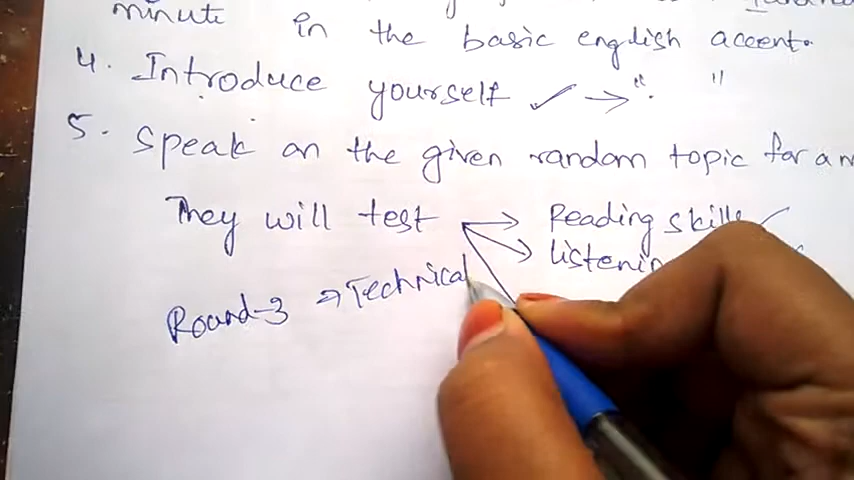 minute in the basic english accent.
4. Introduce yourself ✓ → " "
5. Speak on the given random topic for a
They will test → Reading skills ✓
→ listenin
Round-3 ⇒ Technical